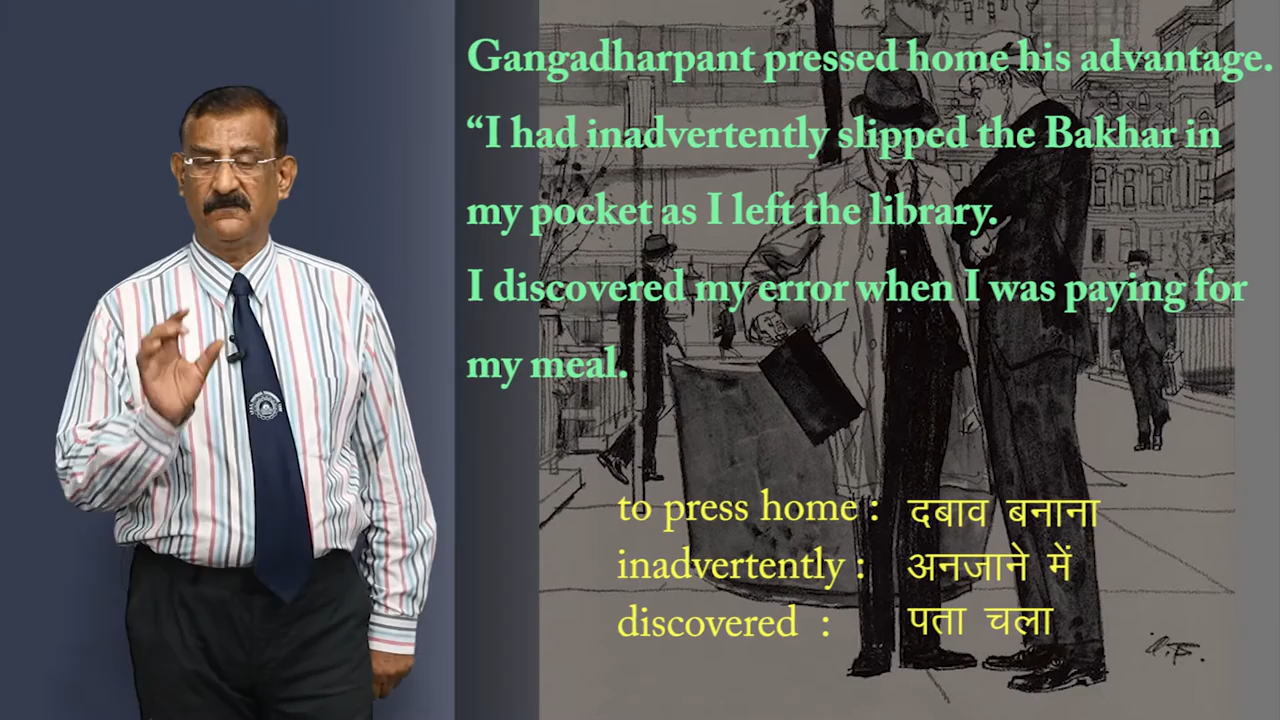 Gangadharpant pressed home his advantage.
“I had inadvertently slipped the Bakhar in
my pocket as I left the library.
I discovered my error when I was paying for
my meal.
to press home : दबाव बनाना
inadvertently : अनजाने में
discovered : पता चला